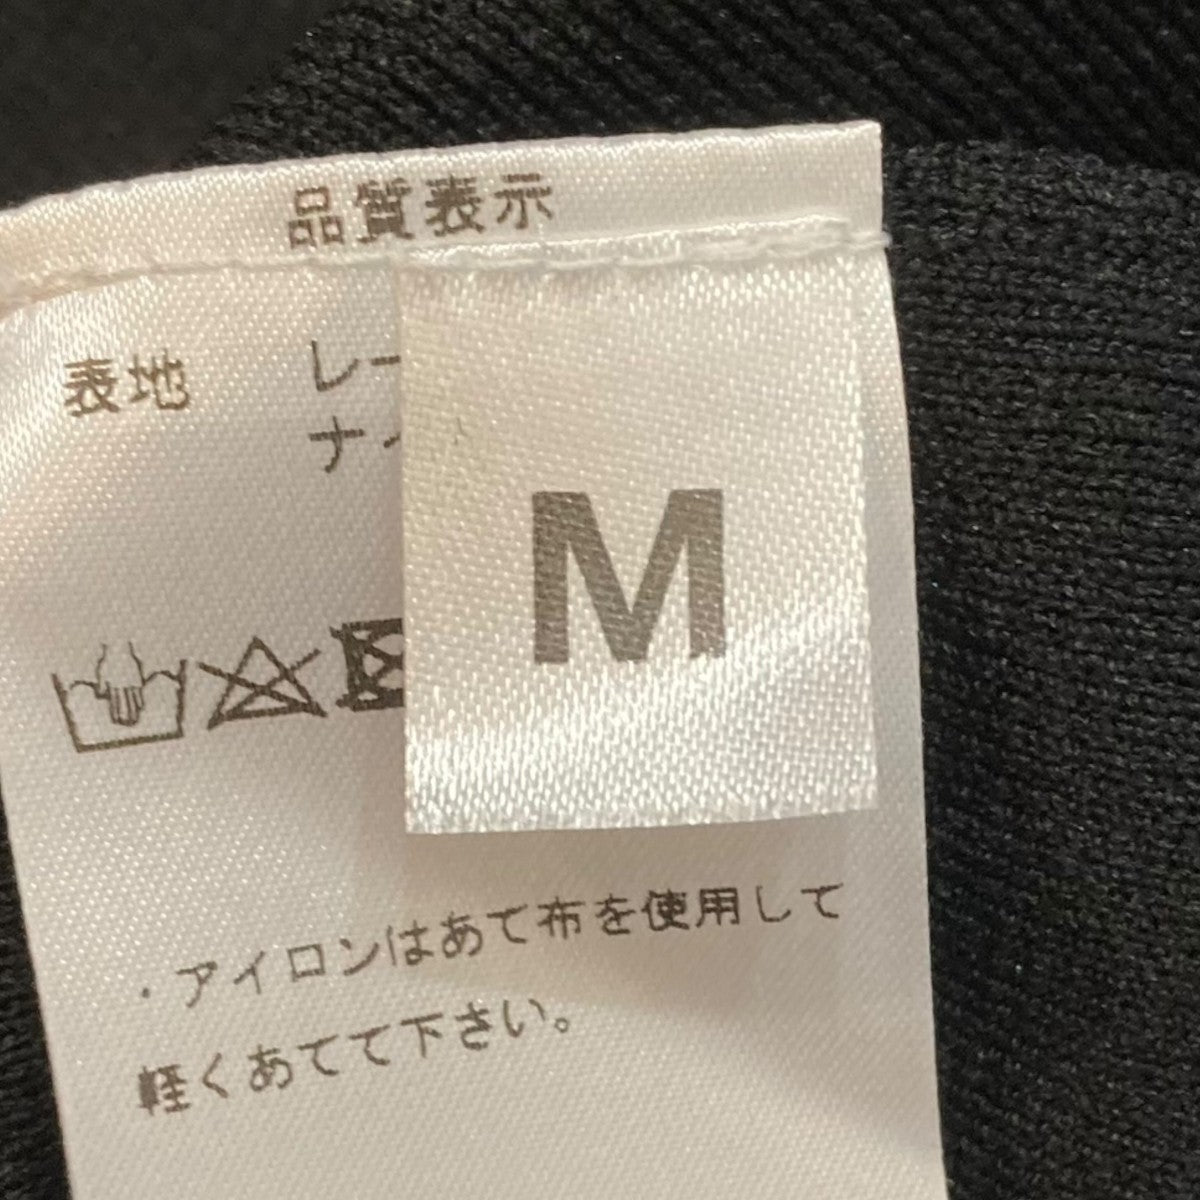 品質表示
表地
M
・アイロンはあて布を使用して
軽くあてて下さい。